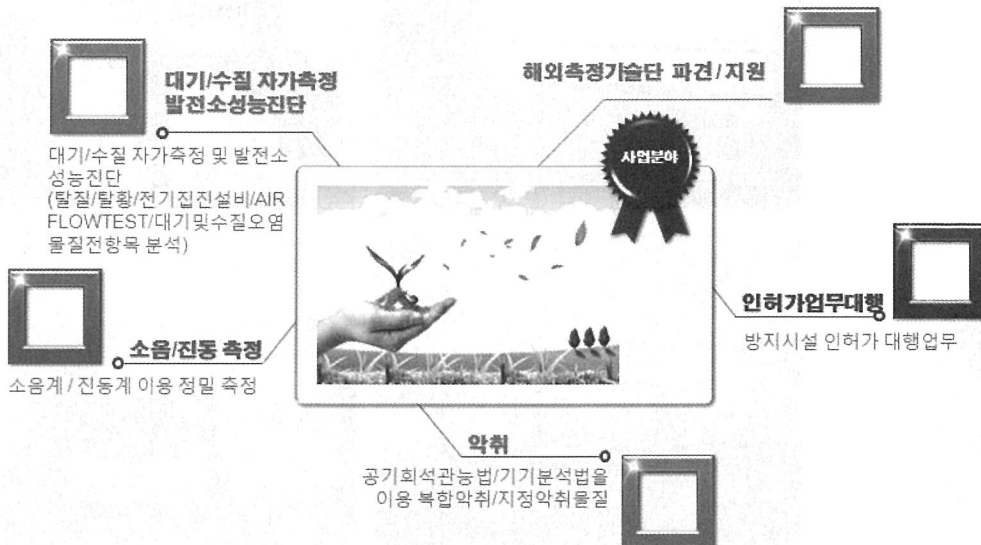 대기/수질 자가측정
발전소성능진단
대기/수질 자가측정 및 발전소
성능진단
(탈질/탈황/전기집진설비/AIR
FLOWTEST/대기및수질오염
물질전항목 분석)
해외측정기술단 파견/지원
사업분야
소음/진동 측정
소음계/진동계 이용 정밀 측정
인허가업무대행
방지시설 인허가 대행업무
악취
공기희석관능법/기기분석법을
이용 복합악취/지정악취물질